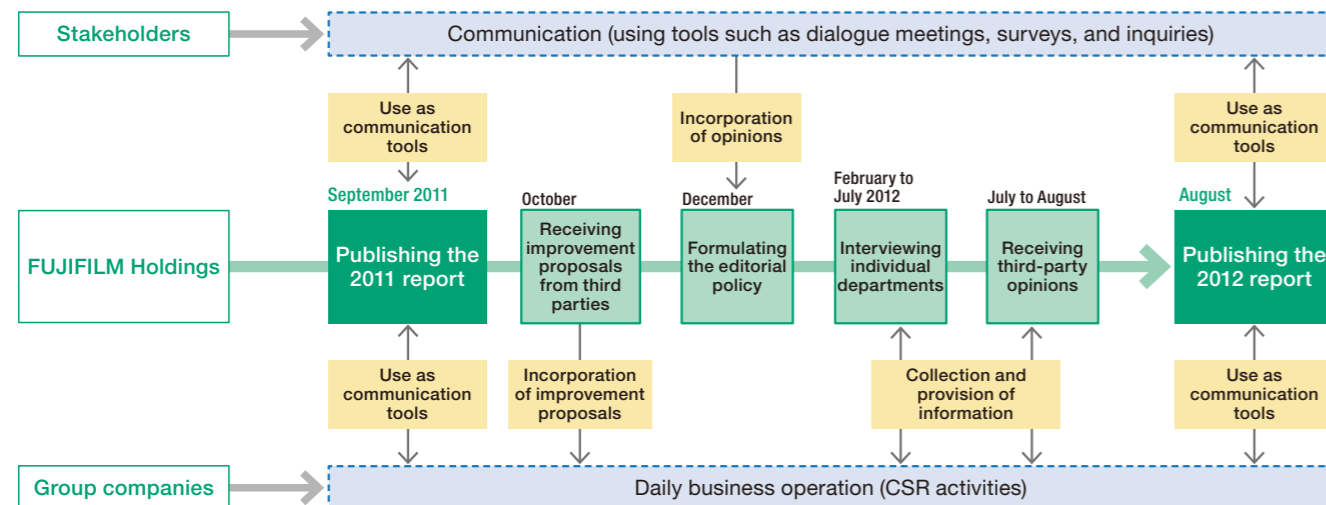 Stakeholders
Communication (using tools such as dialogue meetings, surveys, and inquiries)
Use as
communication
tools
Incorporation
of opinions
Use as
communication
tools
September 2011
October
December
February to
July 2012
July to August
August
FUJIFILM Holdings
Publishing the
2011 report
Receiving
improvement
proposals
from third
parties
Formulating
the editorial
policy
Interviewing
individual
departments
Receiving
third-party
opinions
Publishing the
2012 report
Use as
communication
tools
Incorporation
of improvement
proposals
Collection and
provision of
information
Use as
communication
tools
Group companies
Daily business operation (CSR activities)